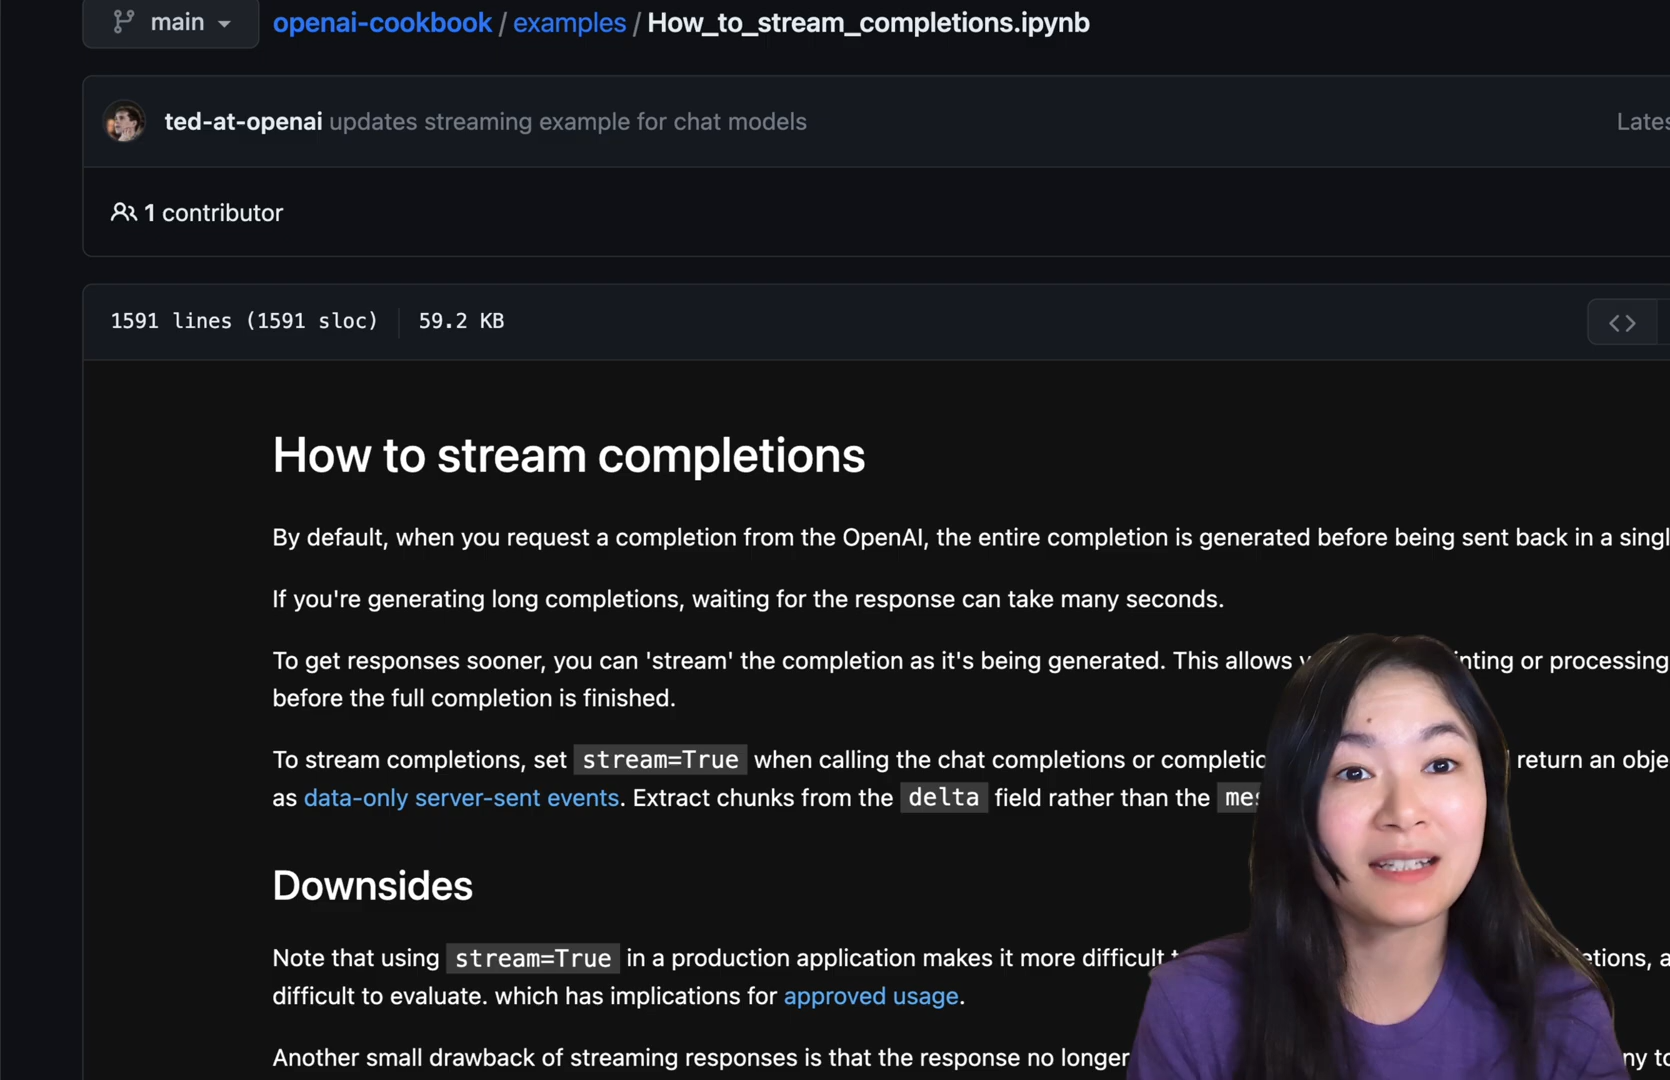 main
openai-cookbook / examples / How_to_stream_completions.ipynb
ted-at-openai updates streaming example for chat models
1 contributor
1591 lines (1591 sloc) 59.2 KB
<>
How to stream completions
By default, when you request a completion from the OpenAI, the entire completion is generated before being sent back in a
If you're generating long completions, waiting for the response can take many seconds.
To get responses sooner, you can 'stream' the completion as it's being generated. This allows or processing
before the full completion is finished.
To stream completions, set stream=True when calling the chat completions or return an
as data-only server-sent events. Extract chunks from the delta field rather than the
Downsides
Note that using stream=True in a production application makes it more difficult
difficult to evaluate. which has implications for approved usage.
Another small drawback of streaming responses is that the response no longer